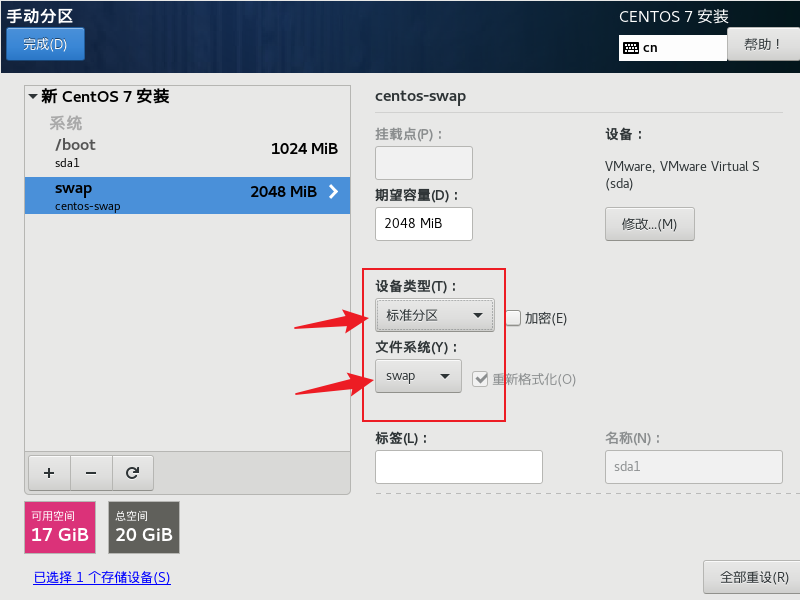 手动分区
CENTOS 7 安装
完成(D)
cn
帮助！
新 CentOS 7 安装
系统
/boot
1024 MiB
sda1
swap
2048 MiB
centos-swap
centos-swap
挂载点(P)：
设备：
VMware, VMware Virtual S
(sda)
期望容量(D)：
2048 MiB
修改...(M)
设备类型(T)：
标准分区
加密(E)
文件系统(Y)：
swap
重新格式化(O)
标签(L)：
名称(N)：
sda1
+
−
可用空间
17 GiB
总空间
20 GiB
已选择 1 个存储设备(S)
全部重设(R)